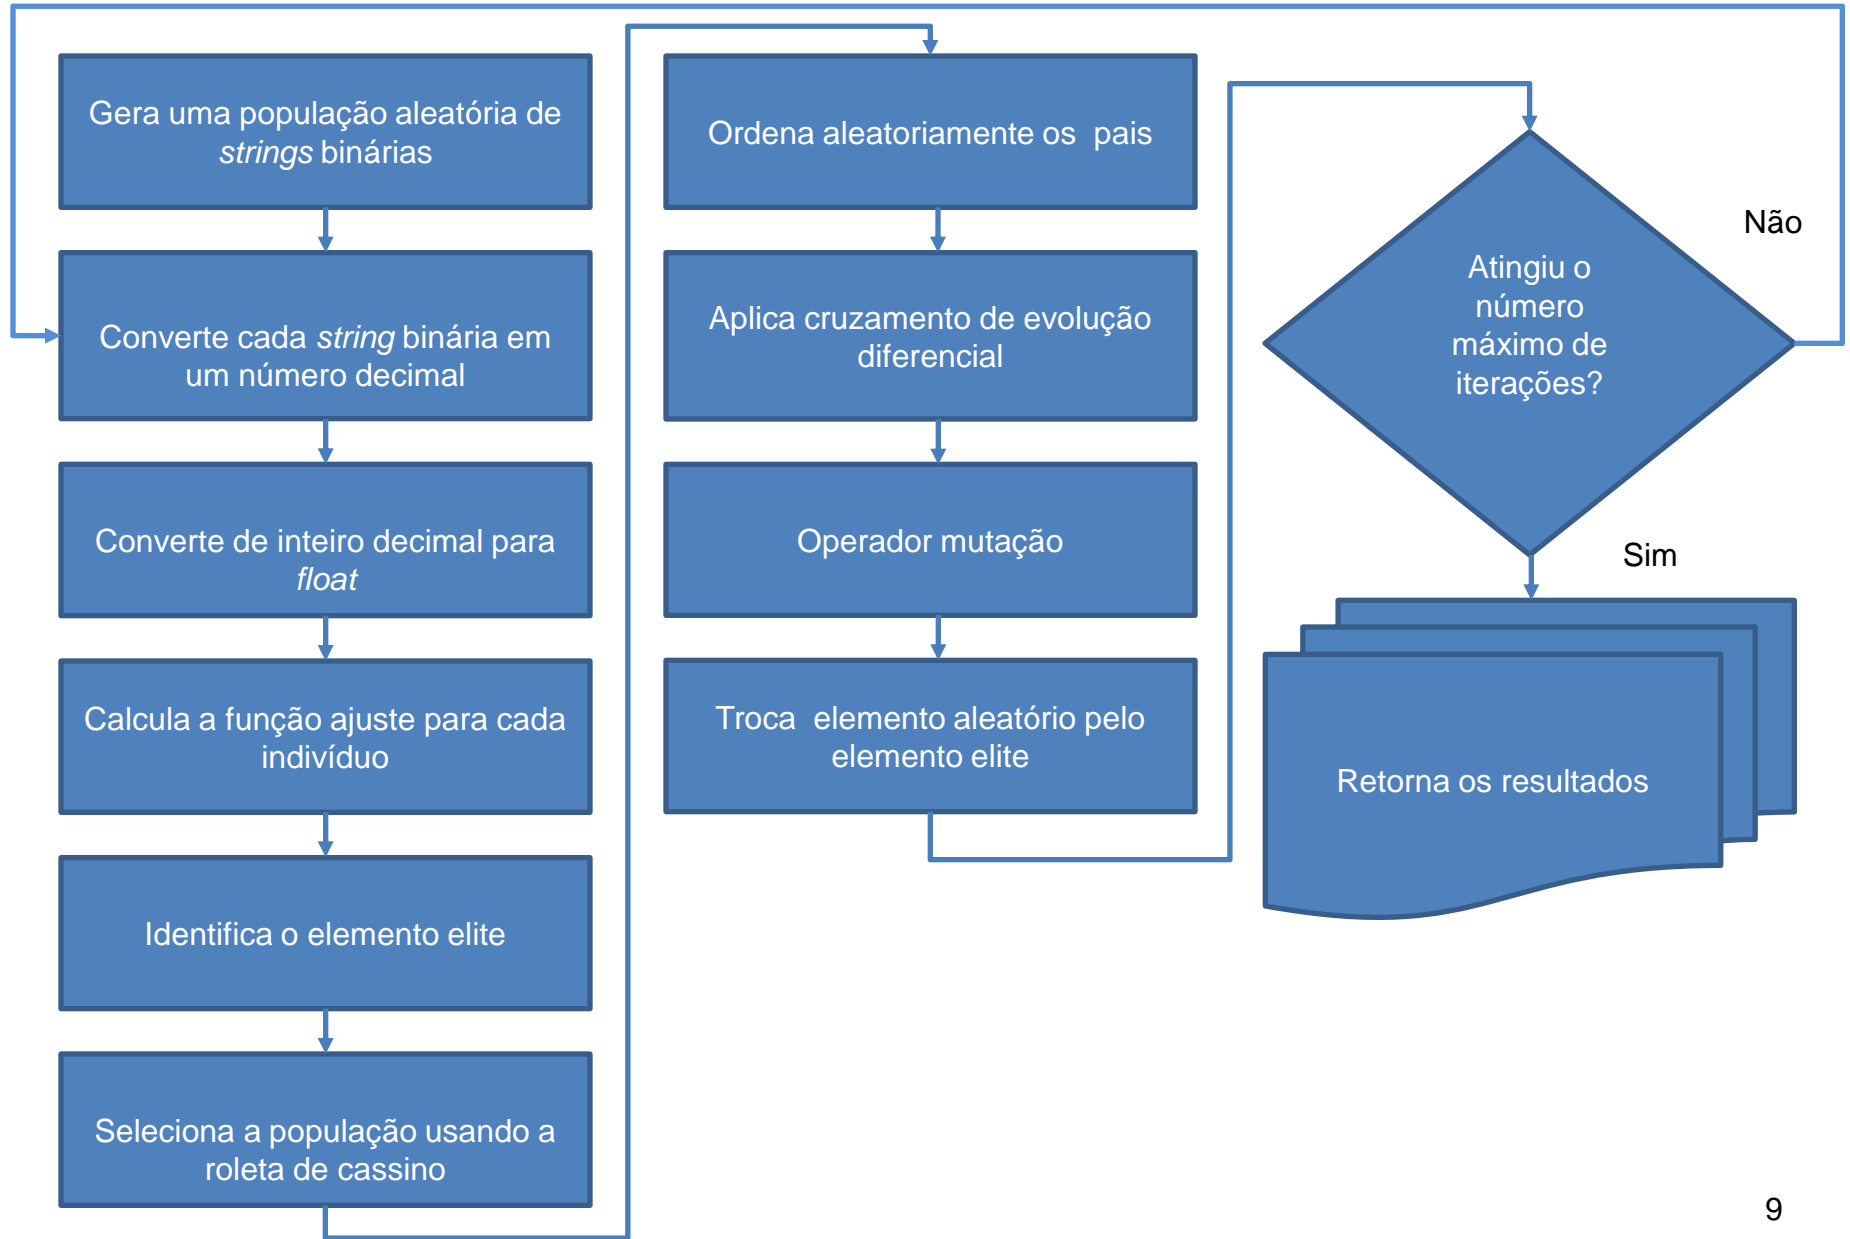 Gera uma população aleatória de
strings binárias
Converte cada string binária em
um número decimal
Converte de inteiro decimal para
float
Calcula a função ajuste para cada
indivíduo
Identifica o elemento elite
Seleciona a população usando a
roleta de cassino
Ordena aleatoriamente os pais
Aplica cruzamento de evolução
diferencial
Operador mutação
Troca elemento aleatório pelo
elemento elite
Atingiu o
número
máximo de
iterações?
Não
Sim
Retorna os resultados
9